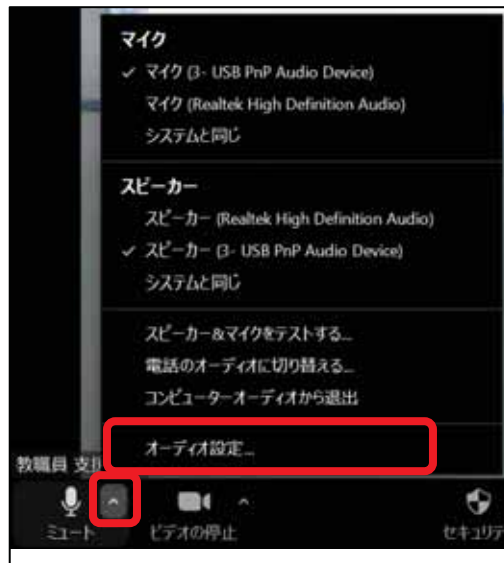 マイク
✓ マイク (3- USB PnP Audio Device)
マイク (Realtek High Definition Audio)
システムと同じ
スピーカー
スピーカー (Realtek High Definition Audio)
✓ スピーカー (3- USB PnP Audio Device)
システムと同じ
スピーカー&マイクをテストする...
電話のオーディオに切り替える...
コンピューターオーディオから退出
オーディオ設定...
教職員 支援
ミュート
ビデオの停止
セキュリテ